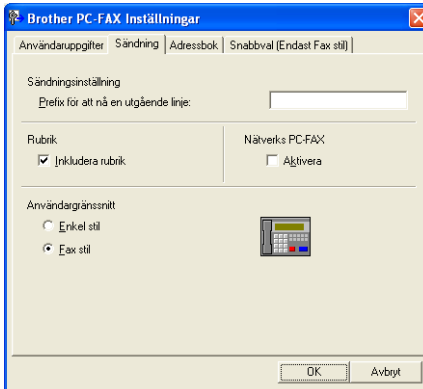 Brother PC-FAX Inställningar
Användaruppgifter Sändning Adressbok Snabbval (Endast Fax stil)
Sändningsinställning
Prefix för att nå en utgående linje:
Rubrik Nätverks PC-FAX
Inkludera rubrik Aktivera
Användargränssnitt
Enkel stil
Fax stil
OK Avbryt